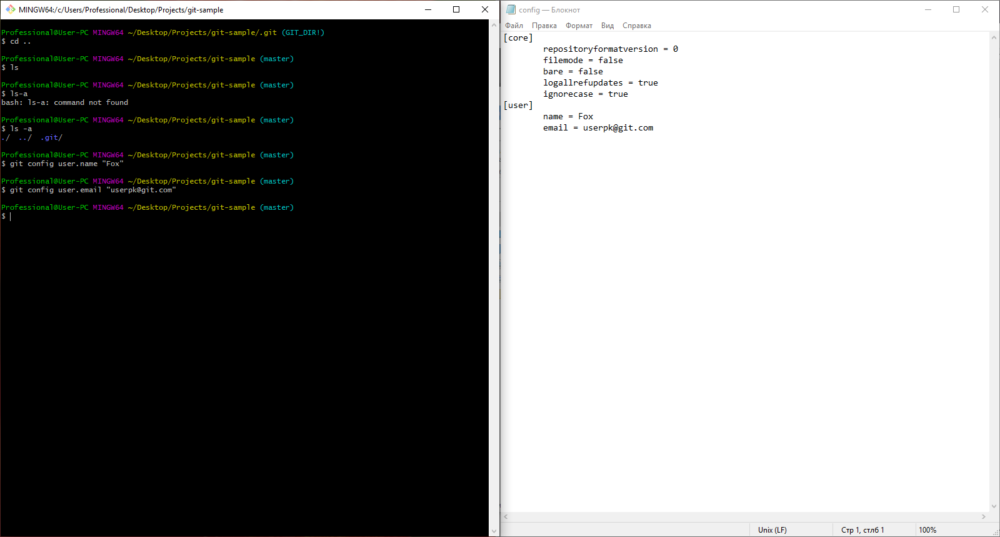 MINGW64:/c/Users/Professional/Desktop/Projects/git-sample
Professional@User-PC MINGW64 ~/Desktop/Projects/git-sample/.git (GIT_DIR!)
$ cd ..
Professional@User-PC MINGW64 ~/Desktop/Projects/git-sample (master)
$ ls
Professional@User-PC MINGW64 ~/Desktop/Projects/git-sample (master)
$ ls-a
bash: ls-a: command not found
Professional@User-PC MINGW64 ~/Desktop/Projects/git-sample (master)
$ ls -a
./  ../  .git/
Professional@User-PC MINGW64 ~/Desktop/Projects/git-sample (master)
$ git config user.name "Fox"
Professional@User-PC MINGW64 ~/Desktop/Projects/git-sample (master)
$ git config user.email "userpk@git.com"
Professional@User-PC MINGW64 ~/Desktop/Projects/git-sample (master)
$
config — Блокнот
Файл Правка Формат Вид Справка
[core]
repositoryformatversion = 0
filemode = false
bare = false
logallrefupdates = true
ignorecase = true
[user]
name = Fox
email = userpk@git.com
Unix (LF) Стр 1, стлб 1 100%